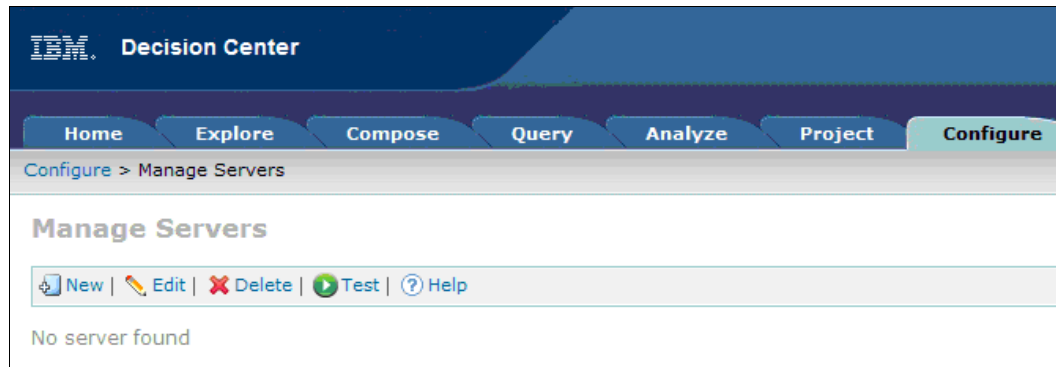 IBM. Decision Center
Home Explore Compose Query Analyze Project Configure
Configure > Manage Servers
Manage Servers
New | Edit | Delete | Test | ? Help
No server found